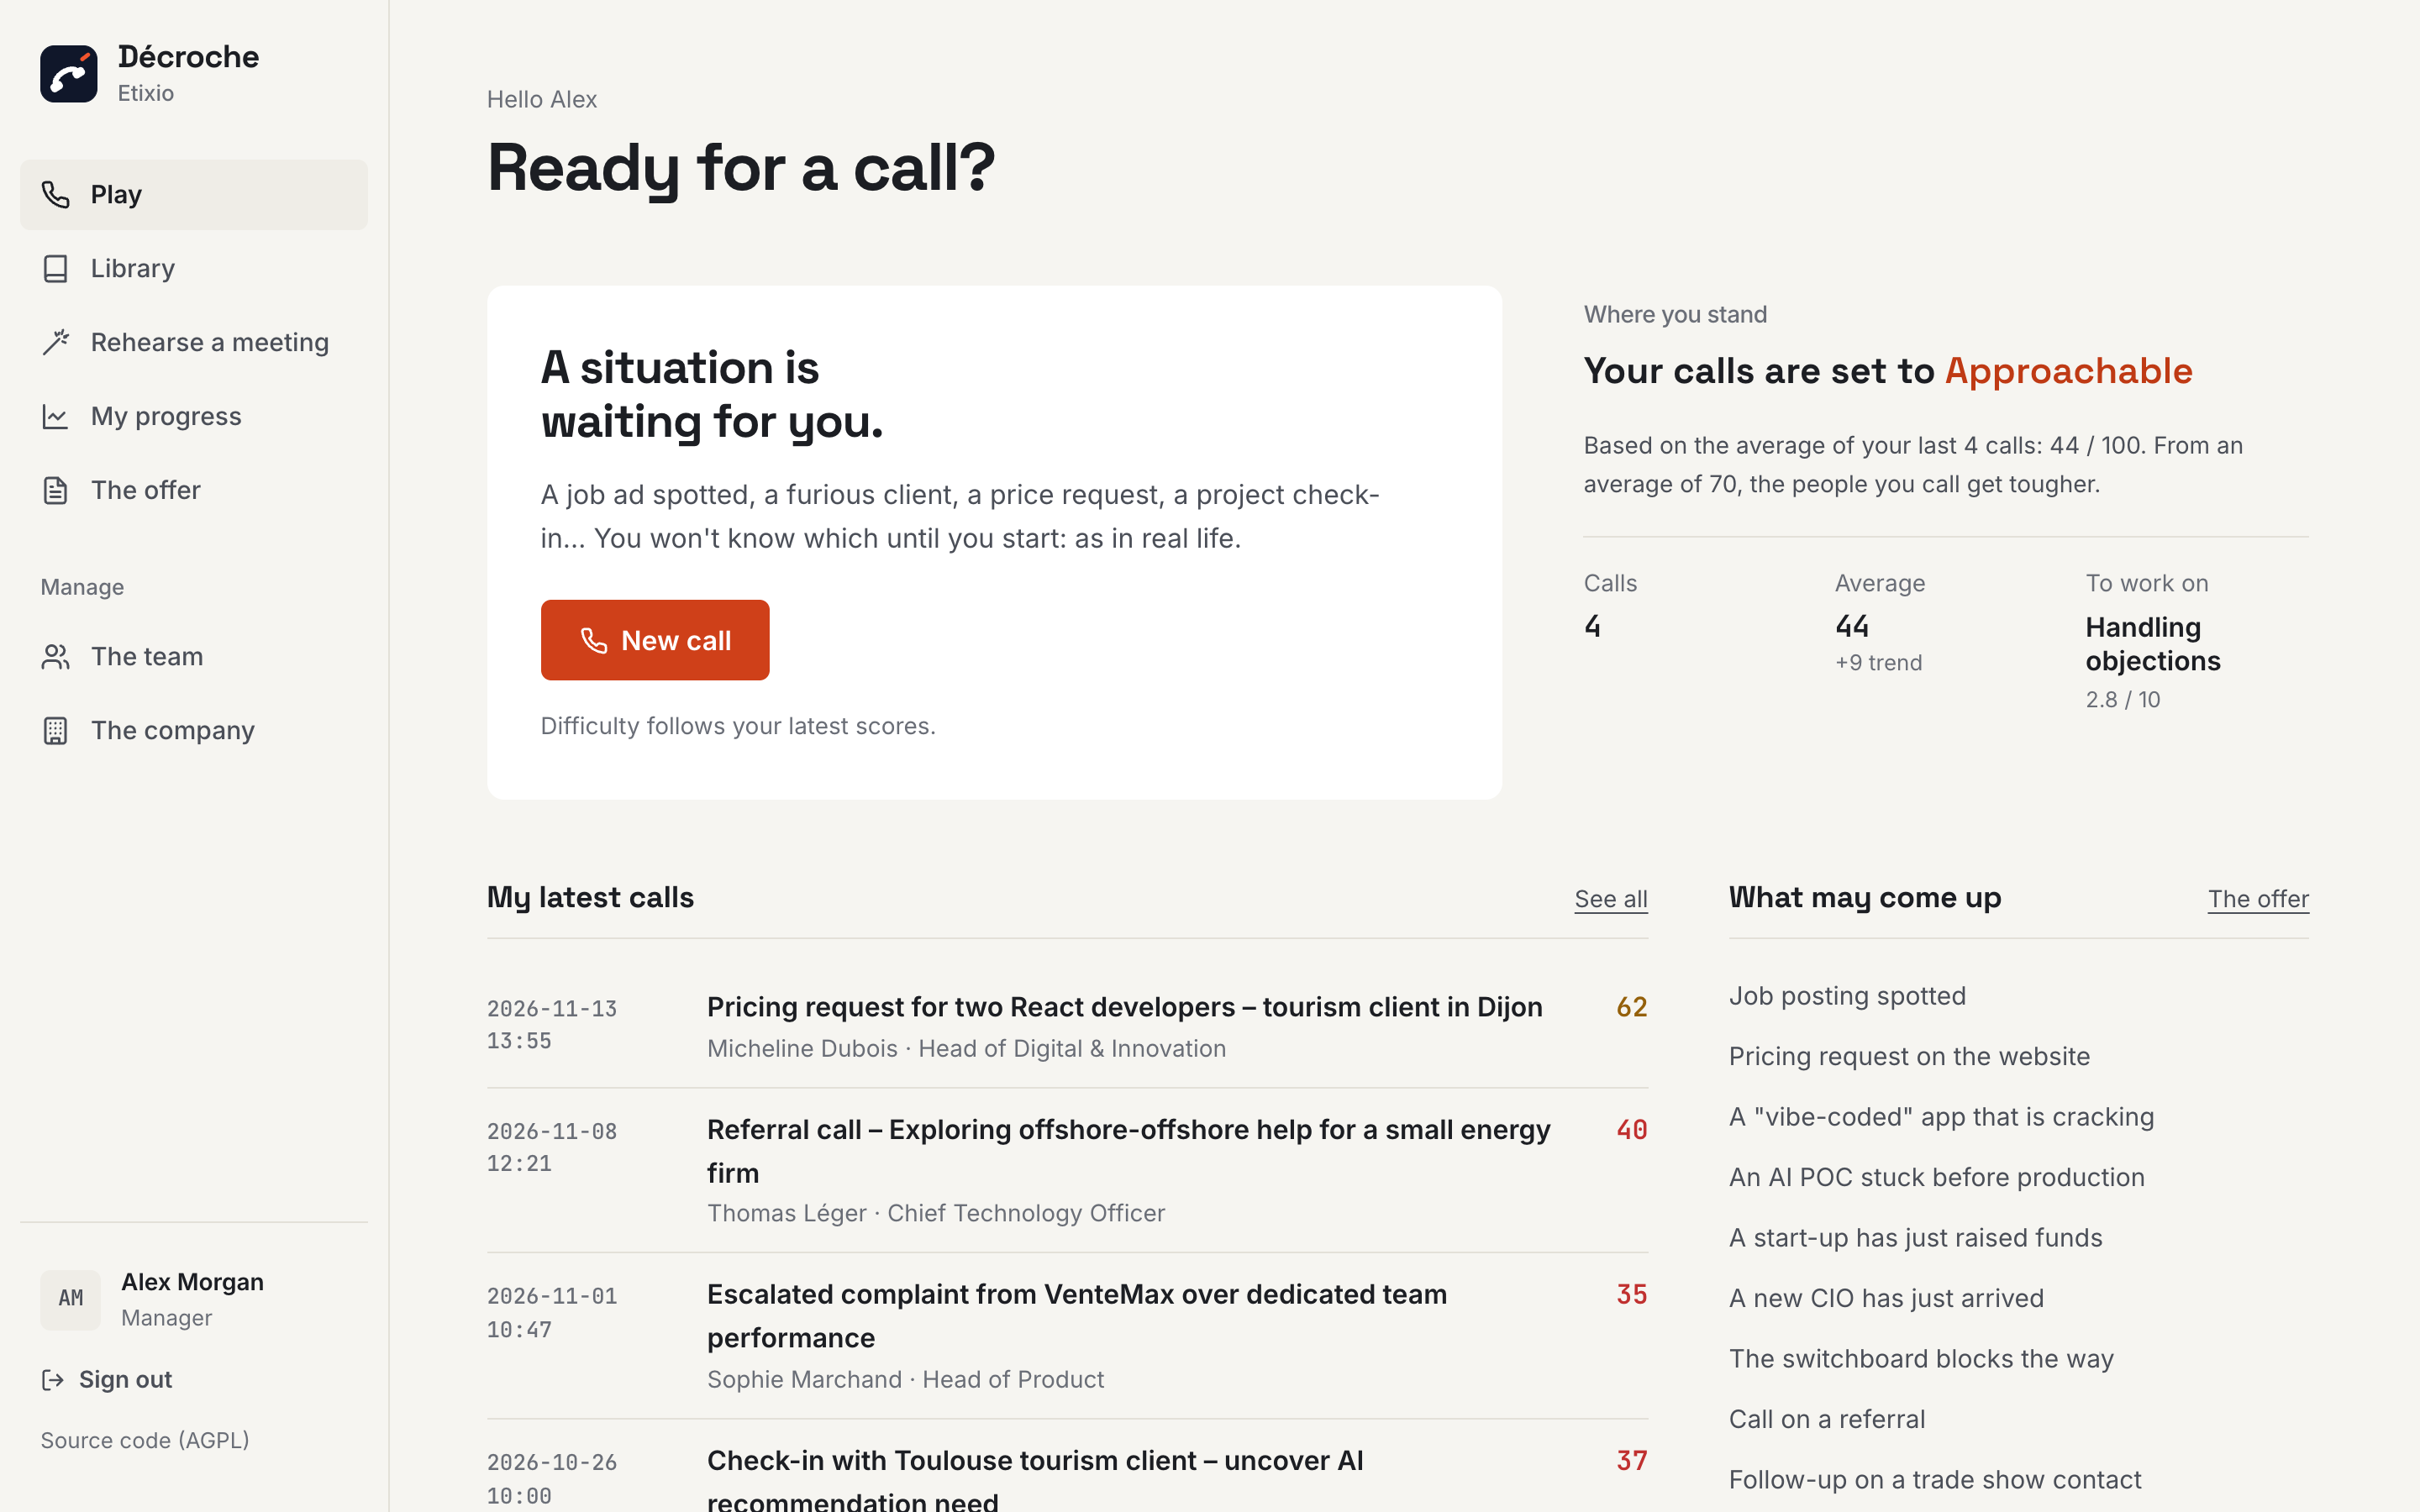 Décroche
Etixio
Play
Library
Rehearse a meeting
My progress
The offer
Manage
The team
The company
AM
Alex Morgan
Manager
Sign out
Source code (AGPL)
Hello Alex
Ready for a call?
A situation is
waiting for you.
A job ad spotted, a furious client, a price request, a project check-
in... You won't know which until you start: as in real life.
New call
Difficulty follows your latest scores.
Where you stand
Your calls are set to Approachable
Based on the average of your last 4 calls: 44 / 100. From an
average of 70, the people you call get tougher.
Calls
4
Average
44
+9 trend
To work on
Handling
objections
2.8 / 10
My latest calls
See all
2026-11-13
13:55
Pricing request for two React developers – tourism client in Dijon
Micheline Dubois · Head of Digital & Innovation
62
2026-11-08
12:21
Referral call – Exploring offshore-offshore help for a small energy
firm
Thomas Léger · Chief Technology Officer
40
2026-11-01
10:47
Escalated complaint from VenteMax over dedicated team
performance
Sophie Marchand · Head of Product
35
2026-10-26
10:00
Check-in with Toulouse tourism client – uncover AI
recommendation need
37
What may come up
The offer
Job posting spotted
Pricing request on the website
A "vibe-coded" app that is cracking
An AI POC stuck before production
A start-up has just raised funds
A new CIO has just arrived
The switchboard blocks the way
Call on a referral
Follow-up on a trade show contact